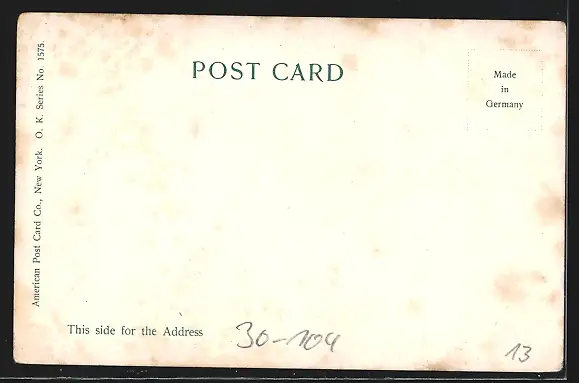 POST CARD
Made
in
Germany
American Post Card Co., New York. O. K. Series No. 1575.
This side for the Address
30-104
13